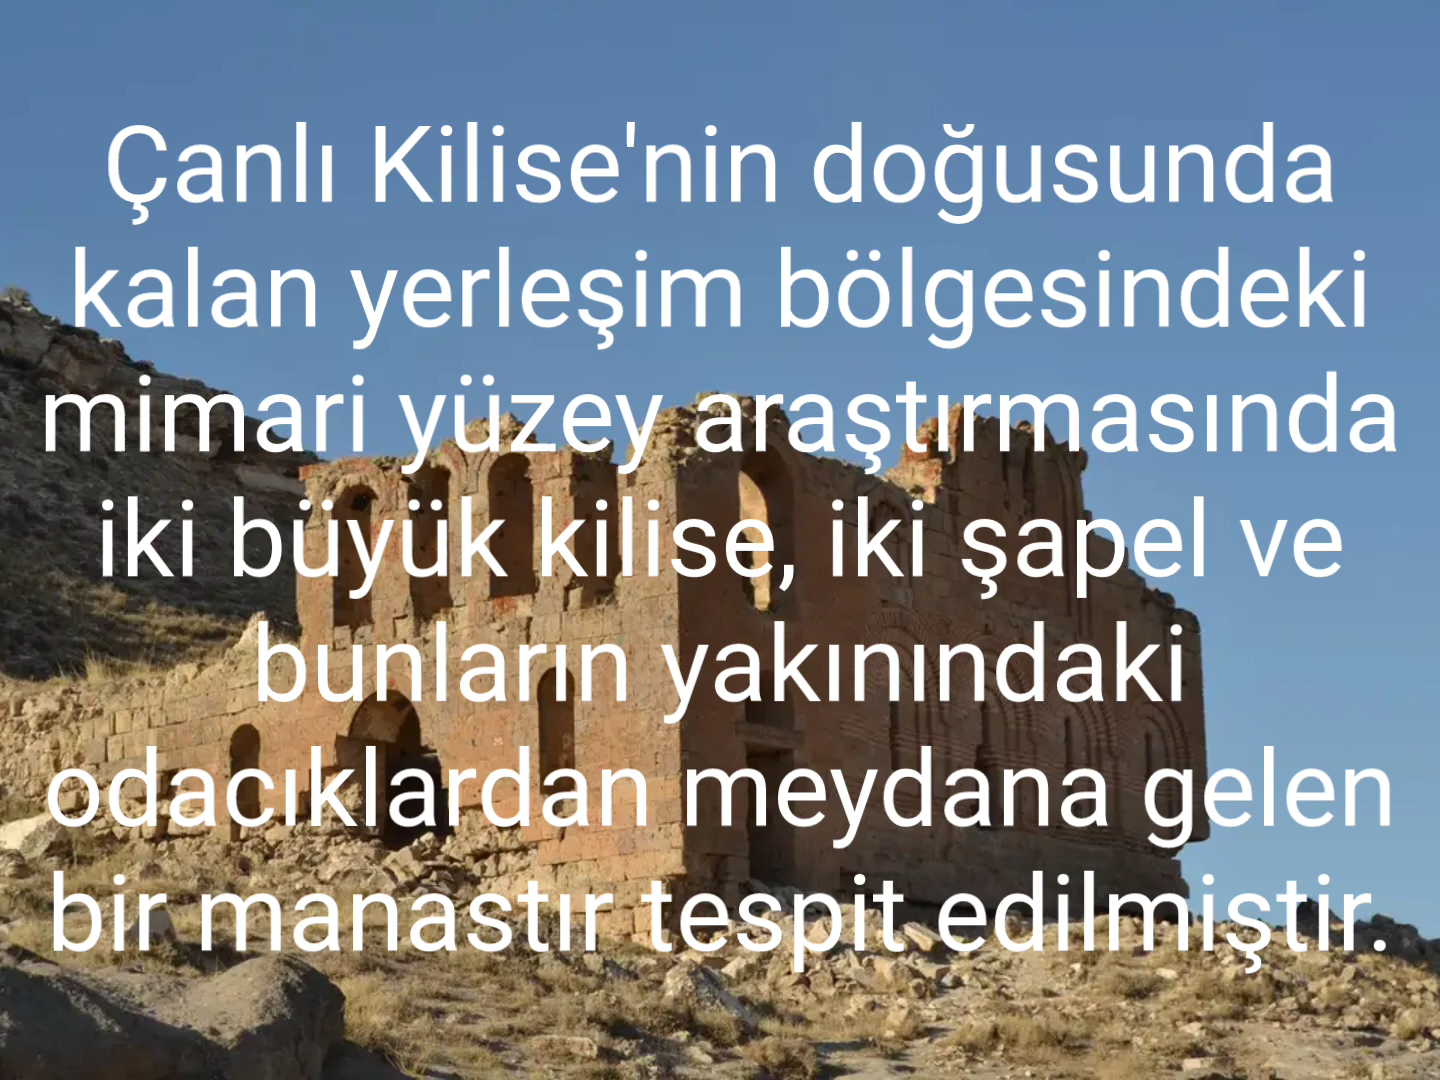 Çanlı Kilise'nin doğusunda
kalan yerleşim bölgesindeki
mimari yüzey araştırmasında
iki büyük kilise, iki şapel ve
bunların yakınındaki
odacıklardan meydana gelen
bir manastır tespit edilmiştir.